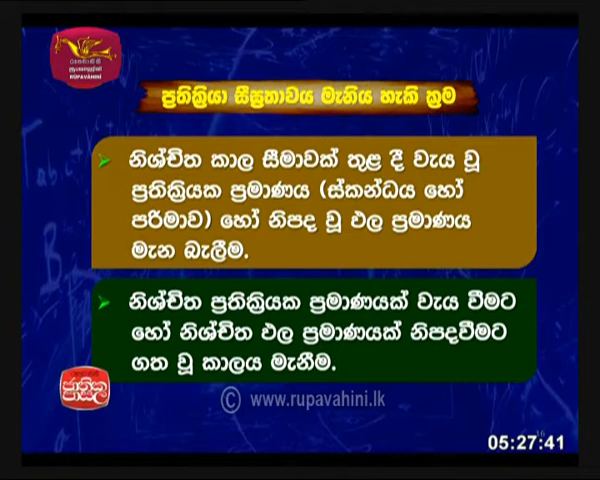 RUPAVAHINI
ප්‍රතික්‍රියා සීඝ්‍රතාවය මැනිය හැකි ක්‍රම
නිශ්චිත කාල සීමාවක් තුළ දී වැය වූ
ප්‍රතික්‍රියක ප්‍රමාණය (ස්කන්ධය හෝ
පරිමාව) හෝ නිපද වූ ඵල ප්‍රමාණය
මැන බැලීම.
නිශ්චිත ප්‍රතික්‍රියක ප්‍රමාණයක් වැය වීමට
හෝ නිශ්චිත ඵල ප්‍රමාණයක් නිපදවීමට
ගත වූ කාලය මැනීම.
ජාතික
පාසල
© www.rupavahini.lk
05:27:41